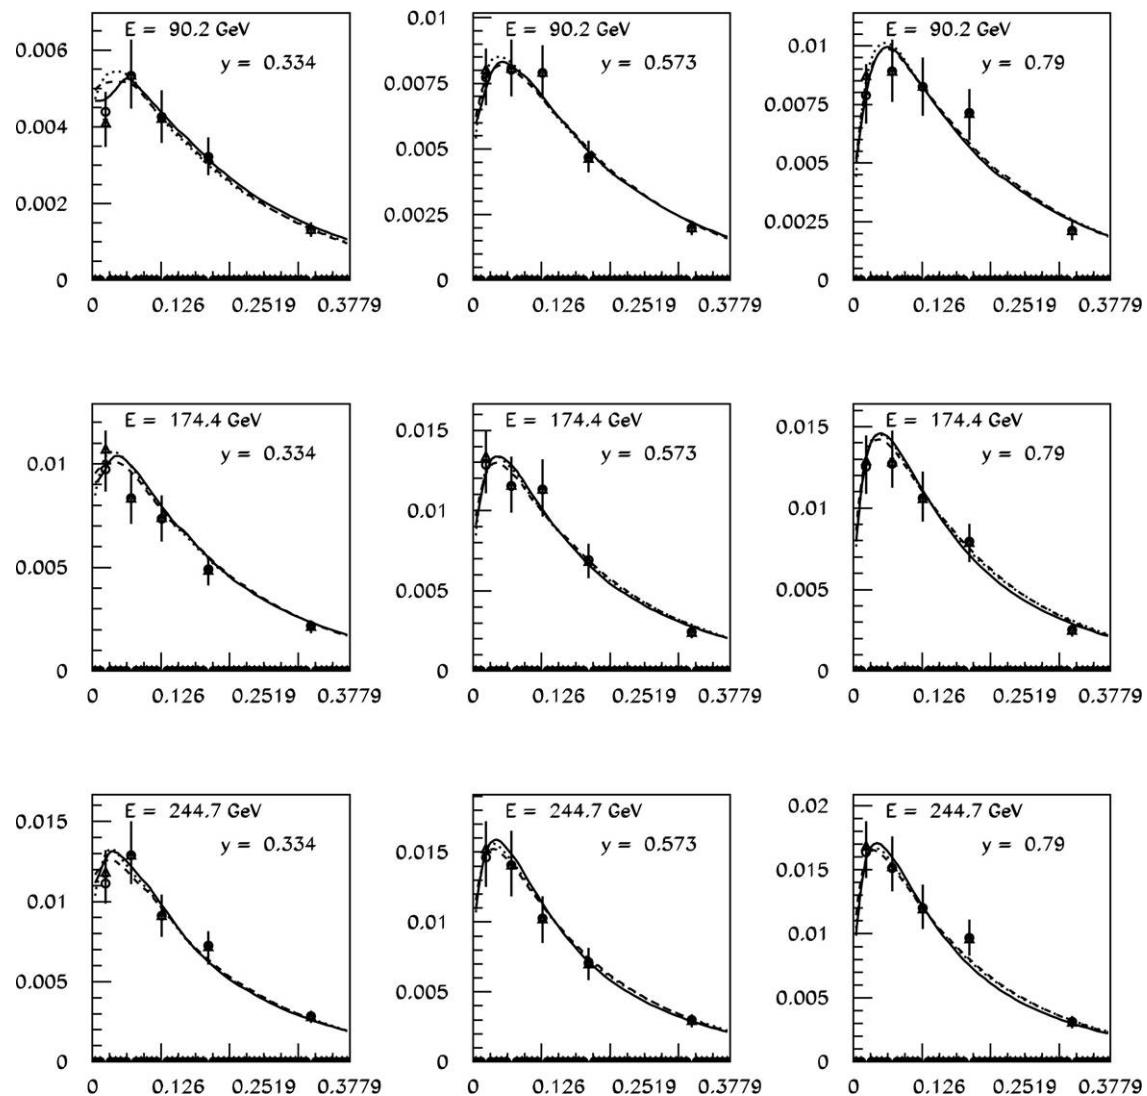 E = 90.2 GeV
y = 0.334
0.006
0.004
0.002
0
0 0.126 0.2519 0.3779
E = 90.2 GeV
y = 0.573
0.01
0.0075
0.005
0.0025
0
0 0.126 0.2519 0.3779
E = 90.2 GeV
y = 0.79
0.01
0.0075
0.005
0.0025
0
0 0.126 0.2519 0.3779
E = 174.4 GeV
y = 0.334
0.01
0.005
0
0 0.126 0.2519 0.3779
E = 174.4 GeV
y = 0.573
0.015
0.01
0.005
0
0 0.126 0.2519 0.3779
E = 174.4 GeV
y = 0.79
0.015
0.01
0.005
0
0 0.126 0.2519 0.3779
E = 244.7 GeV
y = 0.334
0.015
0.01
0.005
0
0 0.126 0.2519 0.3779
E = 244.7 GeV
y = 0.573
0.015
0.01
0.005
0
0 0.126 0.2519 0.3779
E = 244.7 GeV
y = 0.79
0.02
0.015
0.01
0.005
0
0 0.126 0.2519 0.3779